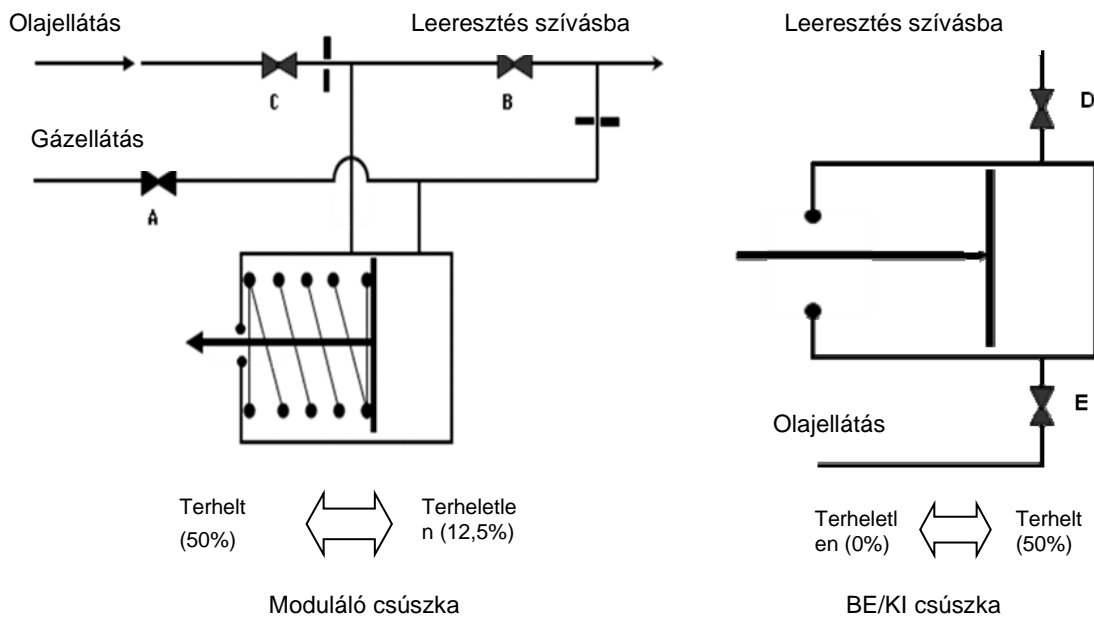 Olajellátás
Leeresztés szívásba
Leeresztés szívásba
C
B
D
Gázellátás
A
E
Olajellátás
Terhelt
(50%)
Terheletle
n (12,5%)
Terheletl
en (0%)
Terhelt
(50%)
Moduláló csúszka
BE/KI csúszka